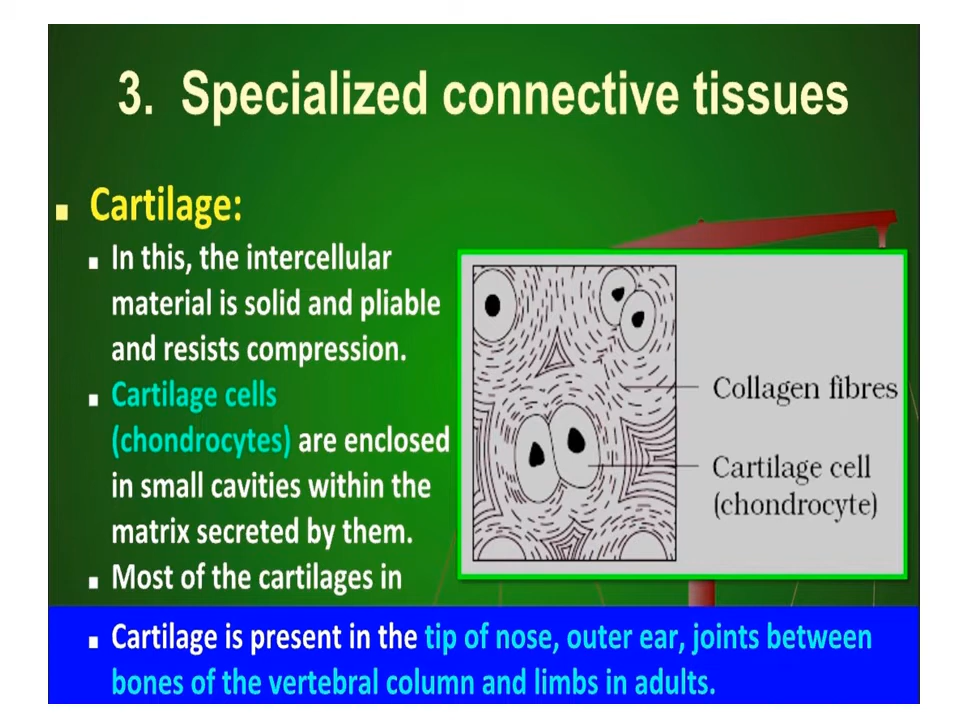 3. Specialized connective tissues
Cartilage:
In this, the intercellular
material is solid and pliable
and resists compression.
Cartilage cells
(chondrocytes) are enclosed
in small cavities within the
matrix secreted by them.
Most of the cartilages in
Collagen fibres
Cartilage cell
(chondrocyte)
Cartilage is present in the tip of nose, outer ear, joints between
bones of the vertebral column and limbs in adults.